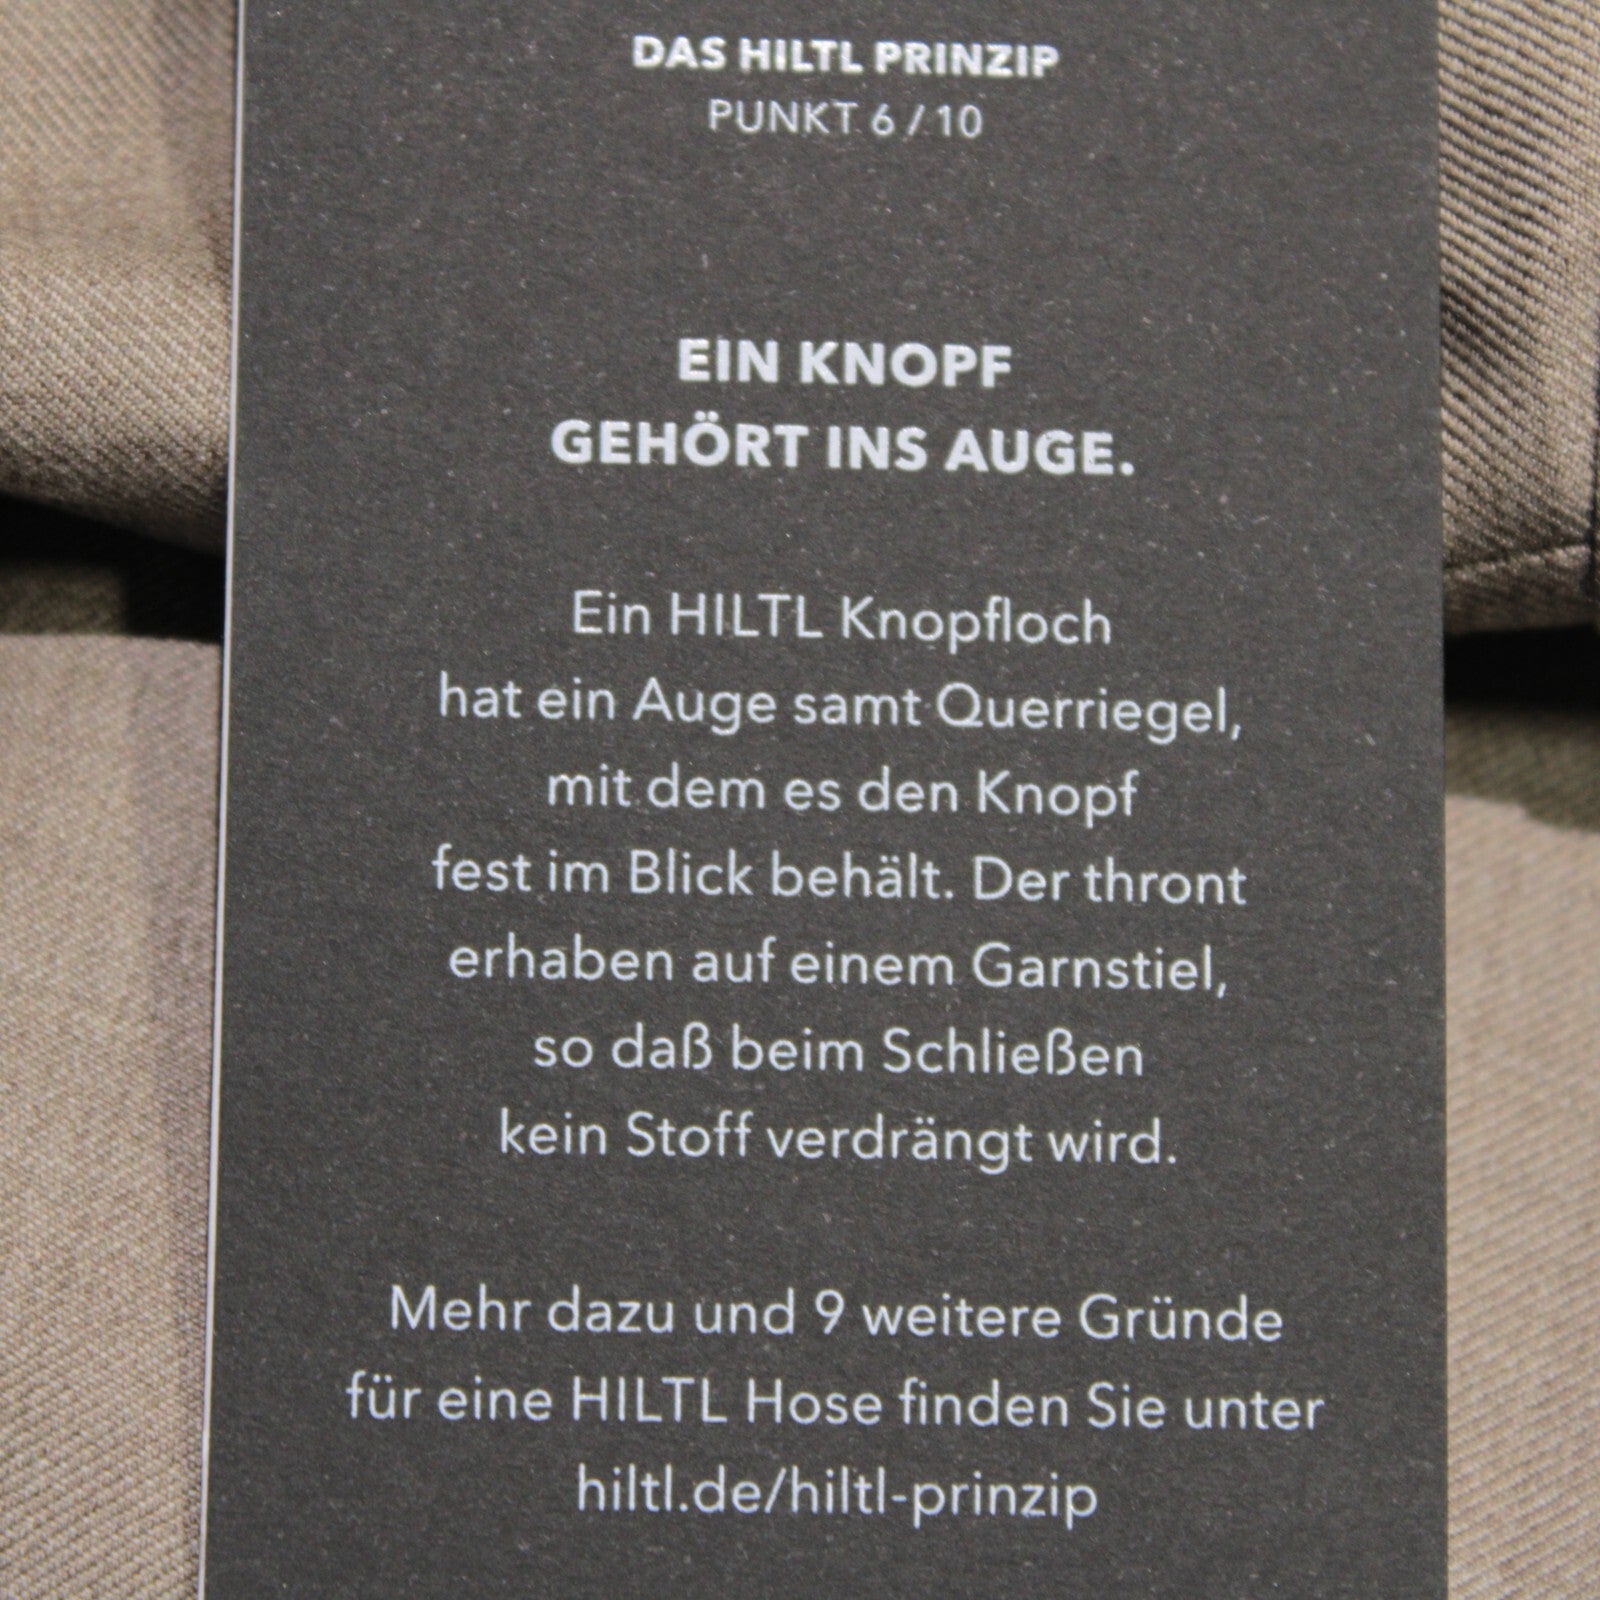 DAS HILTL PRINZIP
PUNKT 6 / 10
EIN KNOPF
GEHÖRT INS AUGE.
Ein HILTL Knopfloch
hat ein Auge samt Querriegel,
mit dem es den Knopf
fest im Blick behält. Der thront
erhaben auf einem Garnstiel,
so daß beim Schließen
kein Stoff verdrängt wird.
Mehr dazu und 9 weitere Gründe
für eine HILTL Hose finden Sie unter
hiltl.de/hiltl-prinzip